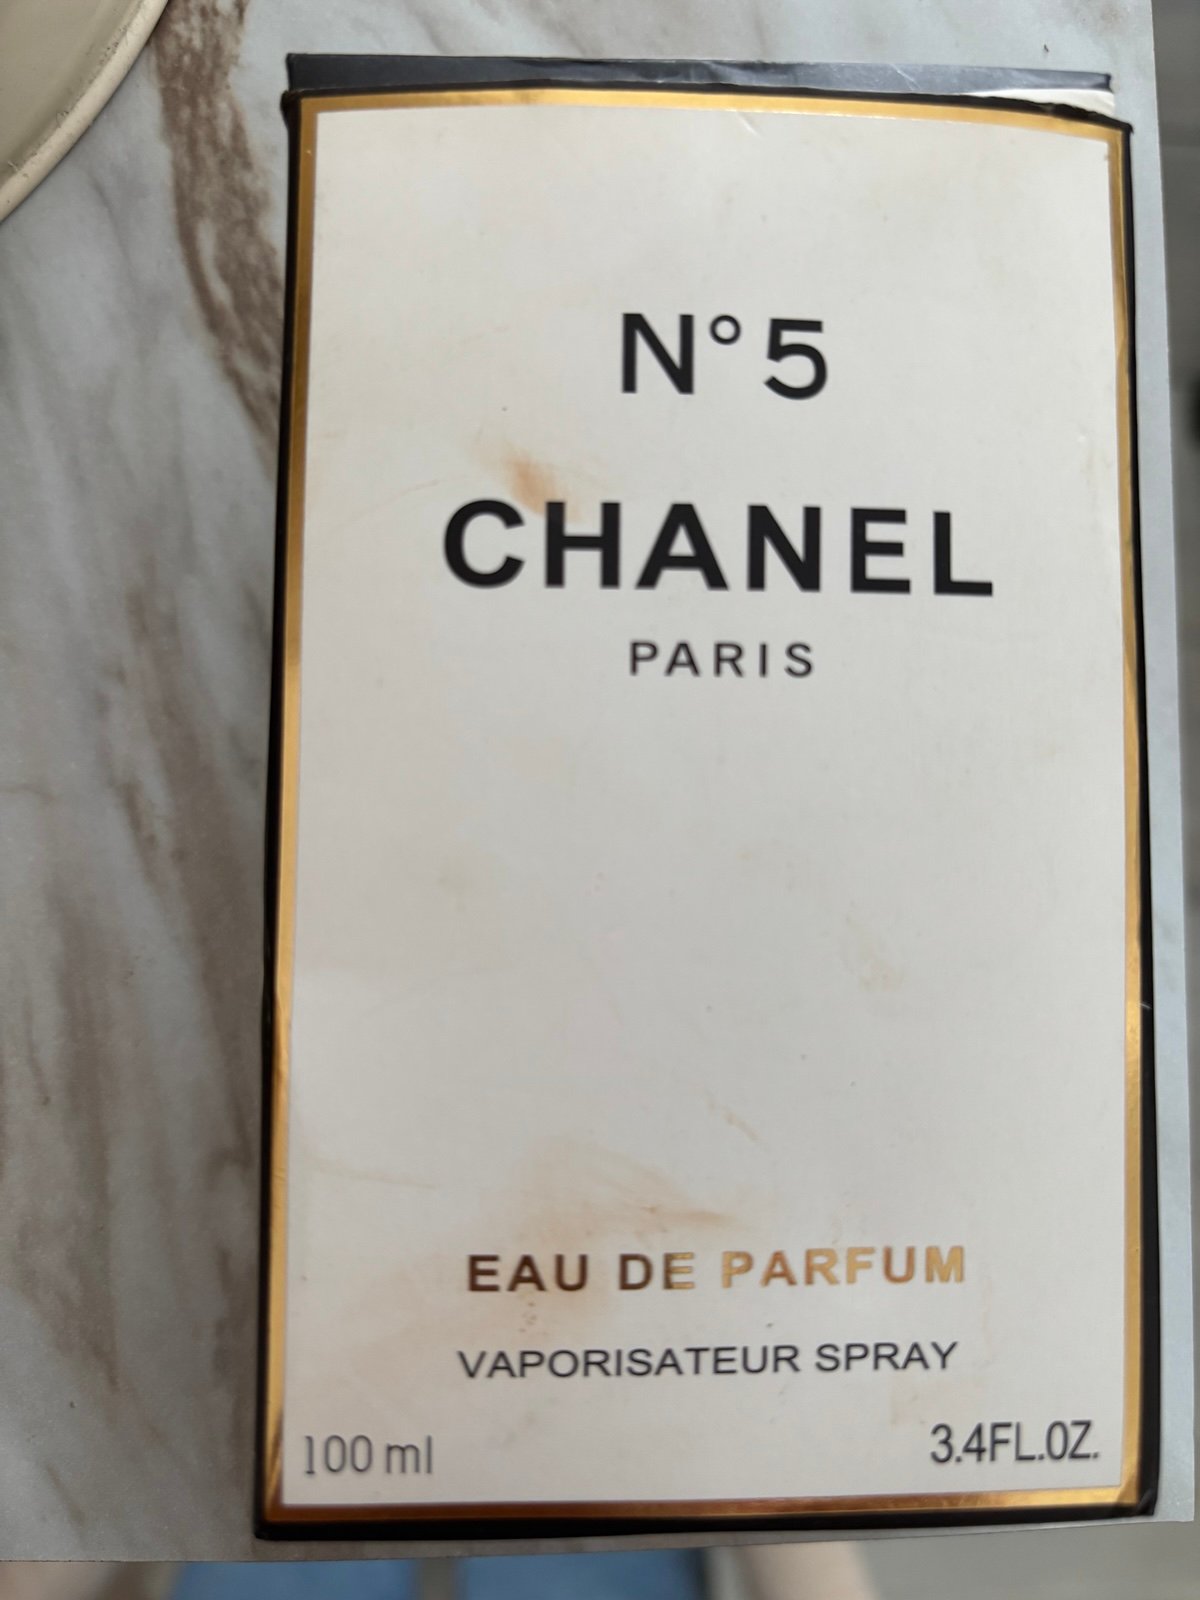 N°5
CHANEL
PARIS
EAU DE PARFUM
VAPORISATEUR SPRAY
100 ml
3.4FL.OZ.